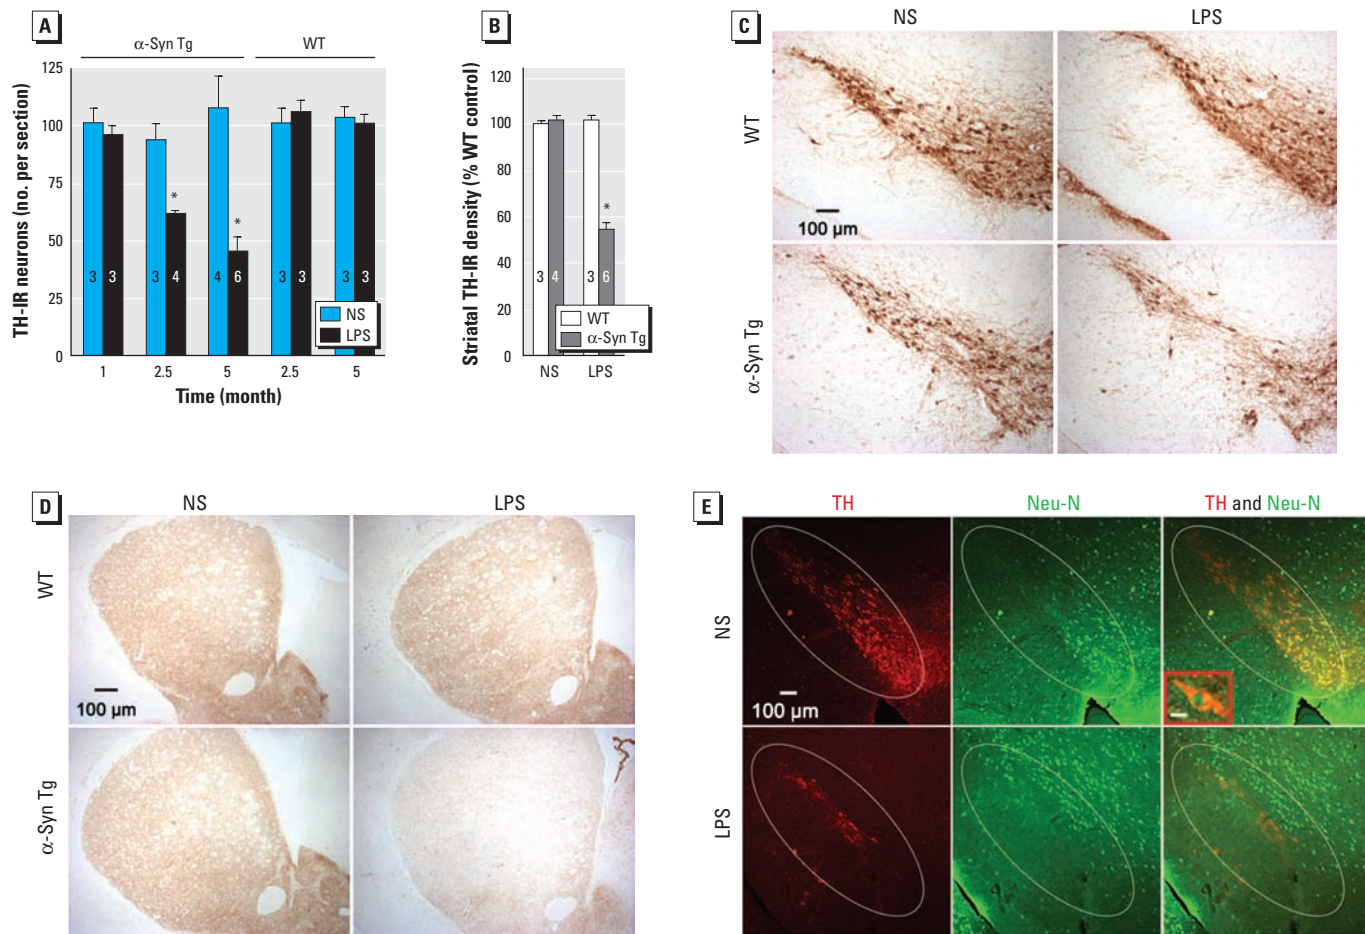 A
α-Syn Tg
WT
TH-IR neurons (no. per section)
125
100
75
50
25
0
*
*
3
3
3
4
4
6
3
3
3
3
NS
LPS
1
2.5
5
2.5
5
Time (month)
B
Striatal TH-IR density (% WT control)
120
100
80
60
40
20
0
*
3
4
3
6
WT
α-Syn Tg
NS
LPS
C
NS
LPS
WT
100 µm
α-Syn Tg
D
NS
LPS
WT
100 µm
α-Syn Tg
E
TH
Neu-N
TH and Neu-N
NS
100 µm
LPS